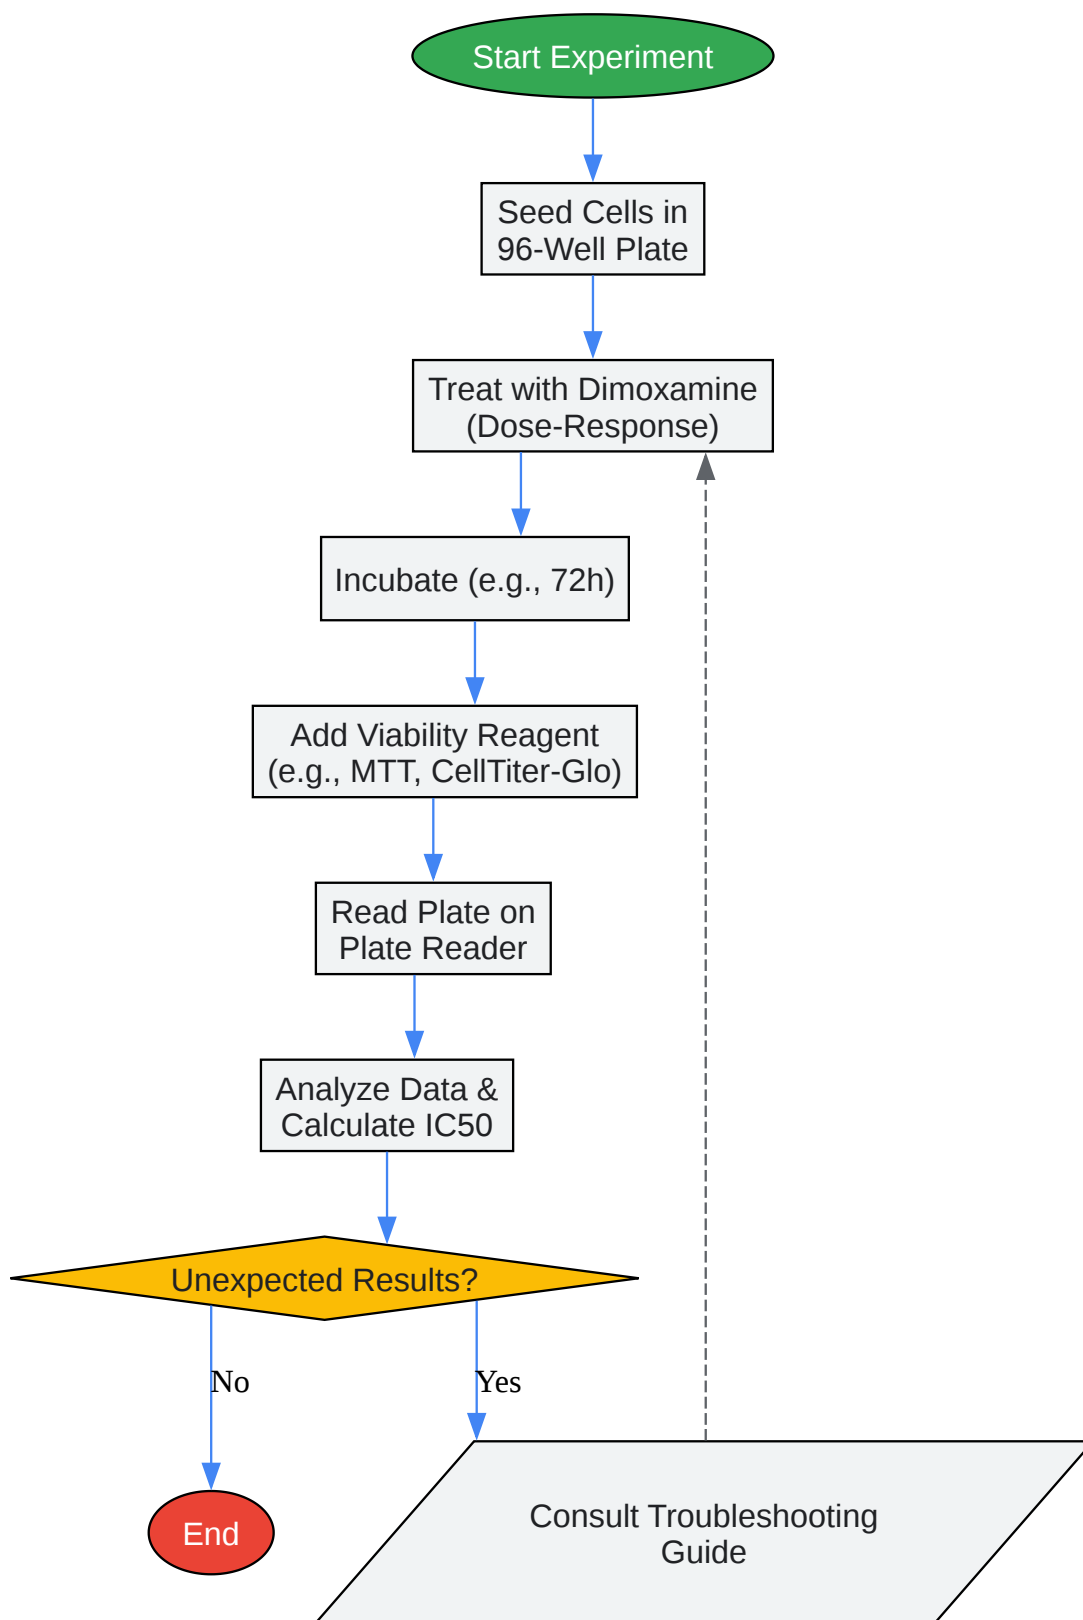 Start Experiment
Seed Cells in
96-Well Plate
Treat with Dimoxamine
(Dose-Response)
Incubate (e.g., 72h)
Add Viability Reagent
(e.g., MTT, CellTiter-Glo)
Read Plate on
Plate Reader
Analyze Data &
Calculate IC50
Unexpected Results?
No
Yes
Consult Troubleshooting
Guide
End